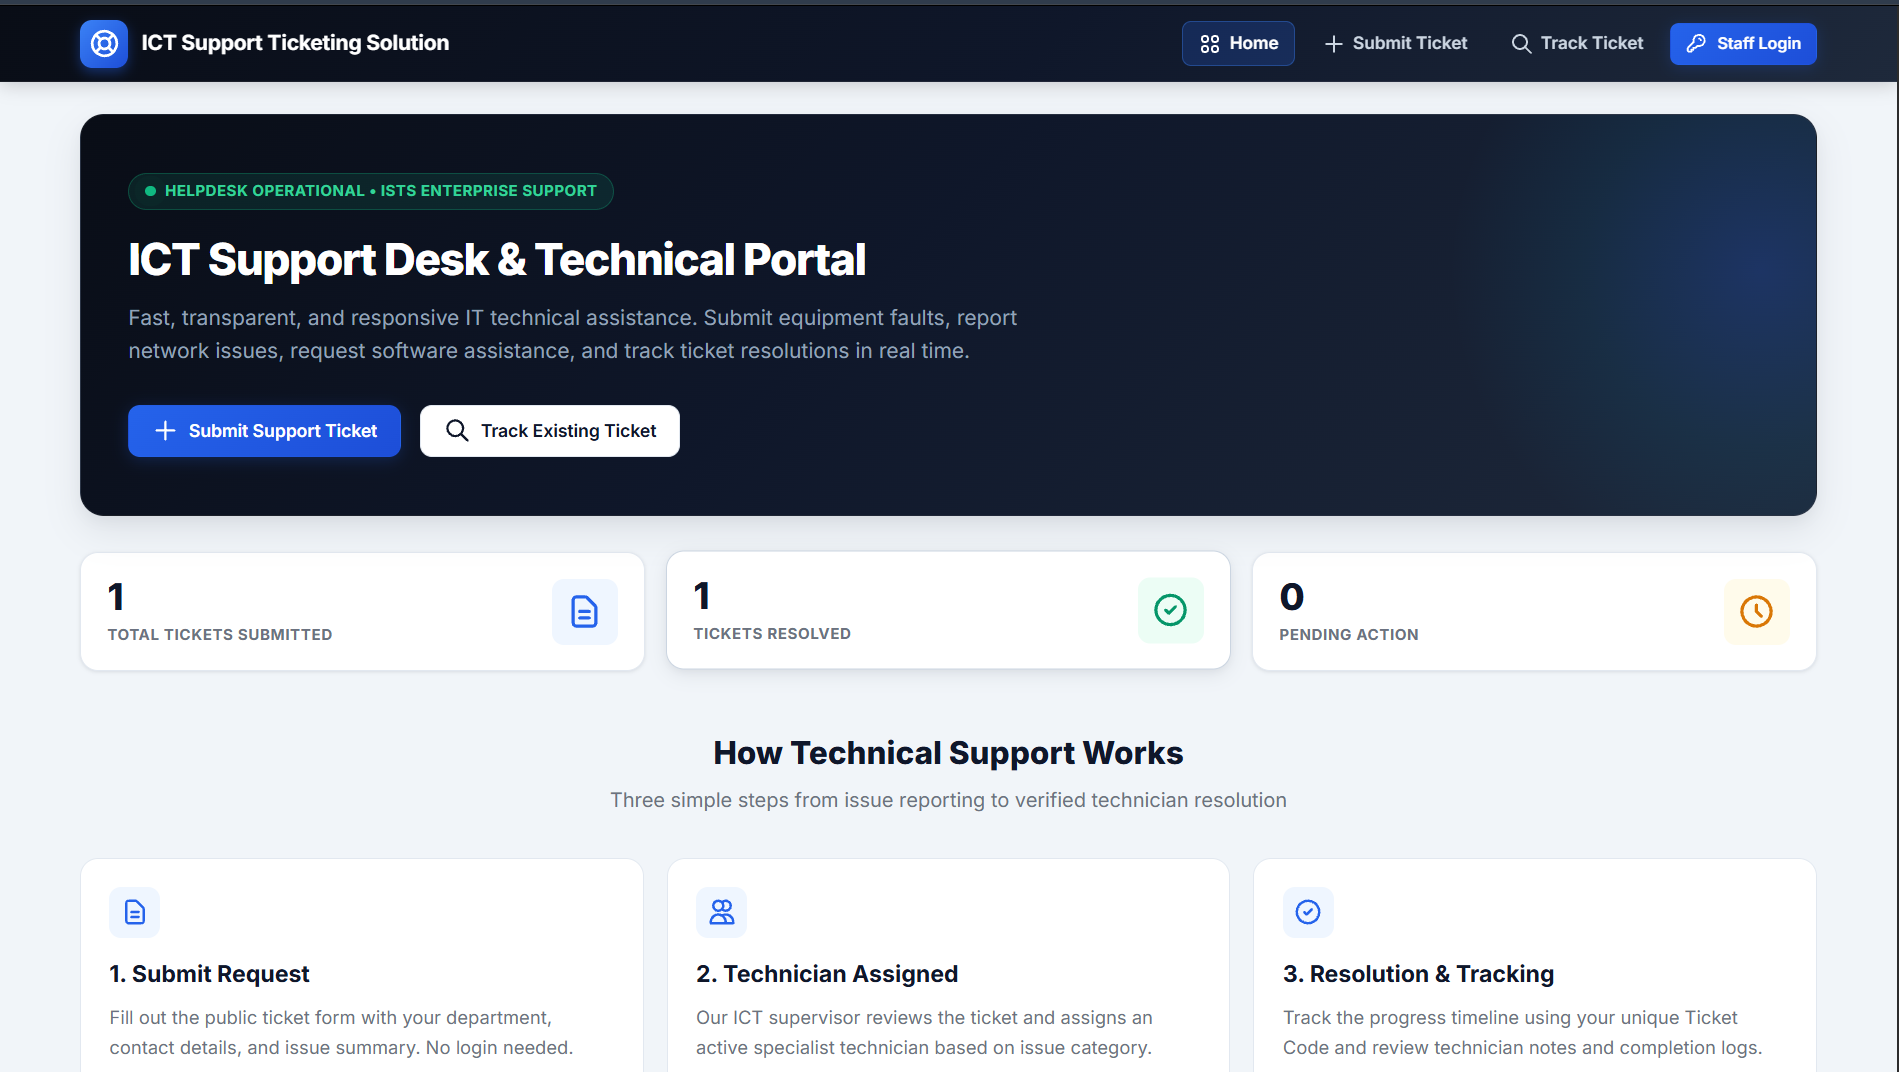 ICT Support Ticketing Solution
Home
Submit Ticket
Track Ticket
Staff Login
HELPDESK OPERATIONAL • ISTS ENTERPRISE SUPPORT
ICT Support Desk & Technical Portal
Fast, transparent, and responsive IT technical assistance. Submit equipment faults, report
network issues, request software assistance, and track ticket resolutions in real time.
Submit Support Ticket
Track Existing Ticket
1
TOTAL TICKETS SUBMITTED
1
TICKETS RESOLVED
0
PENDING ACTION
How Technical Support Works
Three simple steps from issue reporting to verified technician resolution
1. Submit Request
Fill out the public ticket form with your department,
contact details, and issue summary. No login needed.
2. Technician Assigned
Our ICT supervisor reviews the ticket and assigns an
active specialist technician based on issue category.
3. Resolution & Tracking
Track the progress timeline using your unique Ticket
Code and review technician notes and completion logs.